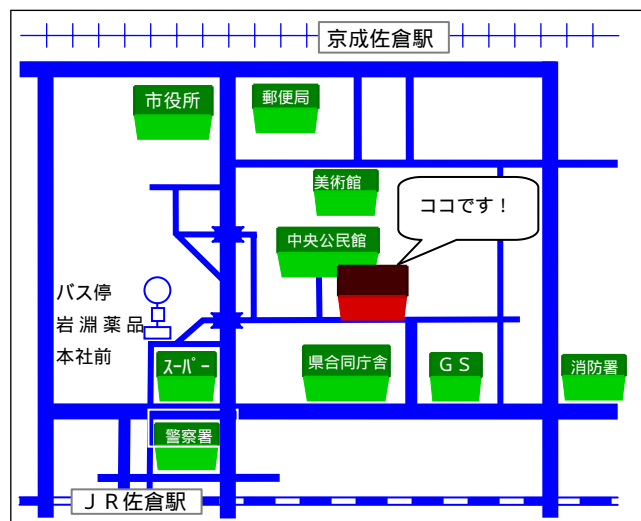 京成佐倉駅
市役所
郵便局
美術館
ココです！
中央公民館
バス停
岩淵薬品
本社前
スーパー
県合同庁舎
ＧＳ
消防署
警察署
ＪＲ佐倉駅